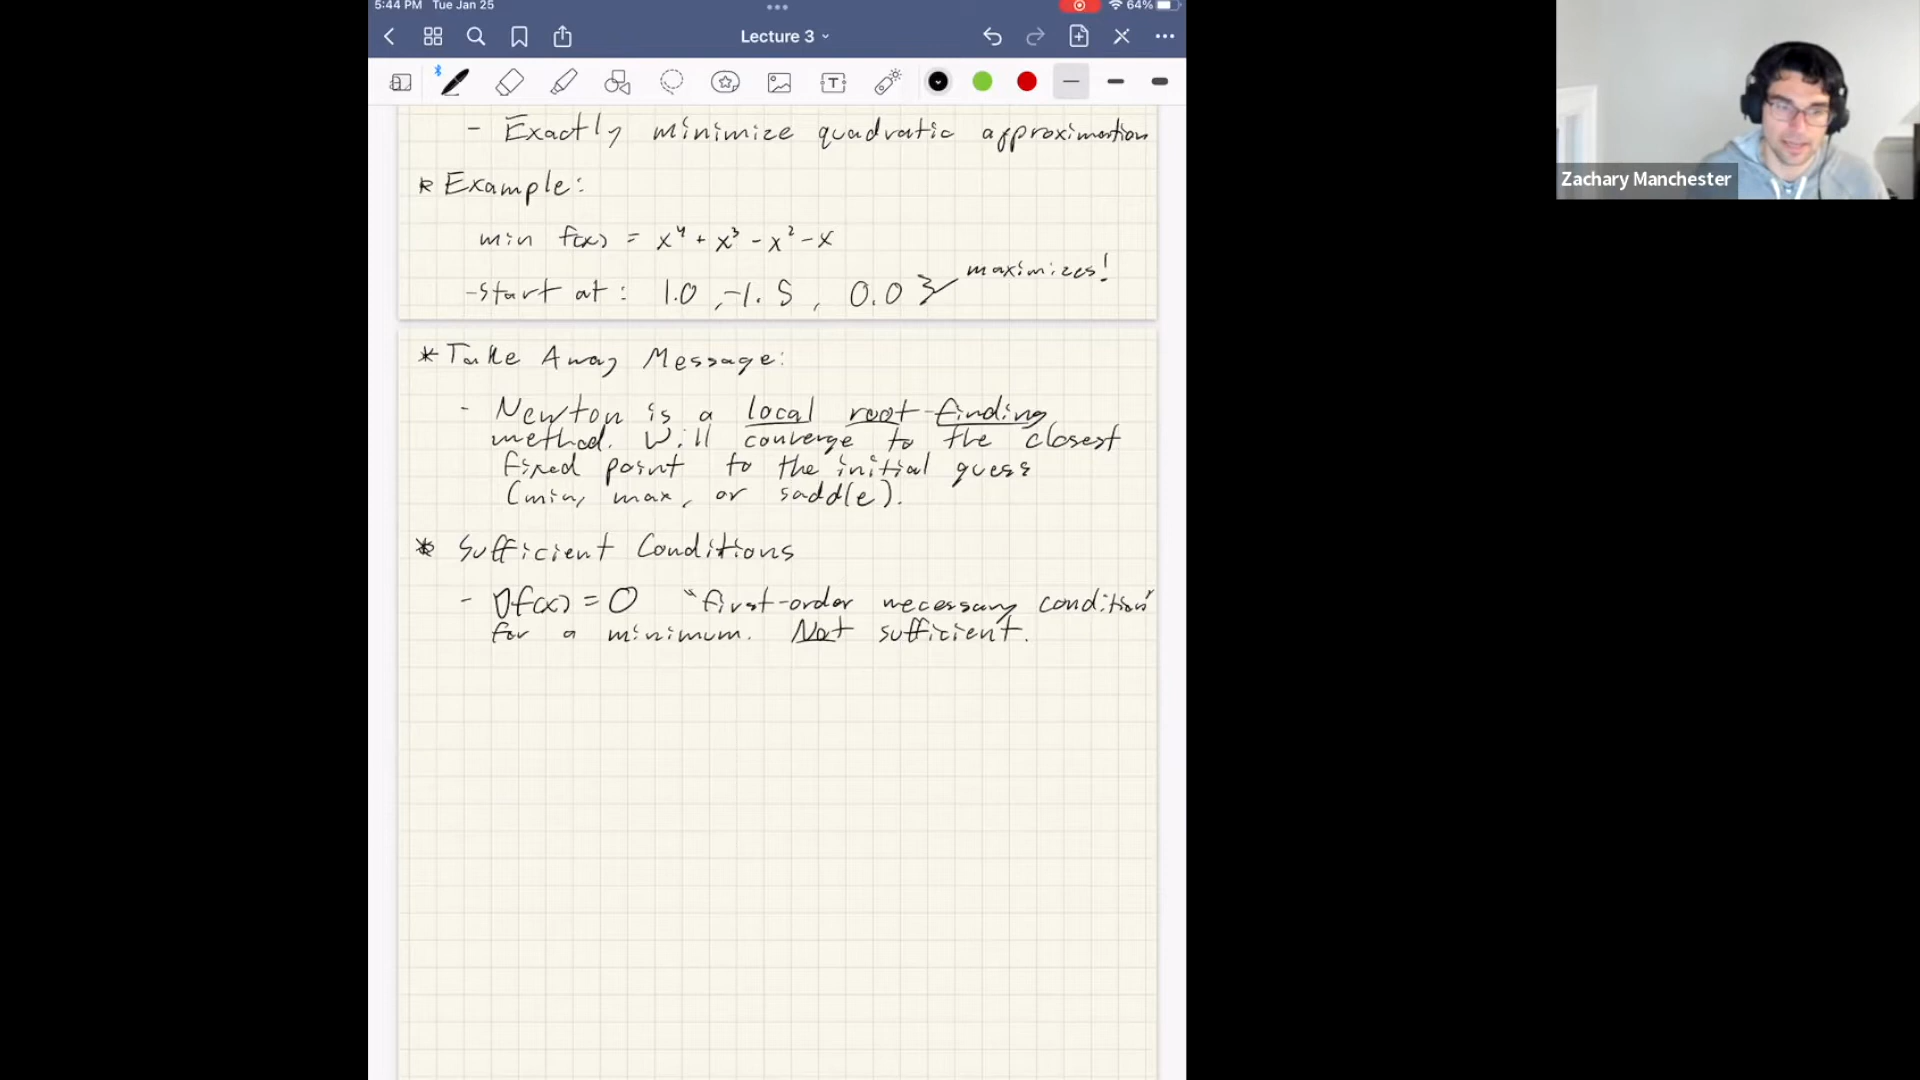 5:44 PM Tue Jan 25
64%
Lecture 3
- Exactly minimize quadratic approximation
* Example:
min f(x) = x⁴ + x³ - x² - x
- start at : 1.0 , -1.5 , 0.0 } maximizes!
* Take Away Message:
- Newton is a local root-finding
method. Will converge to the closest
fixed point to the initial guess
(min, max, or saddle).
* Sufficient Conditions
- ∇f(x) = 0 "first-order necessary condition"
for a minimum. Not sufficient.
Zachary Manchester